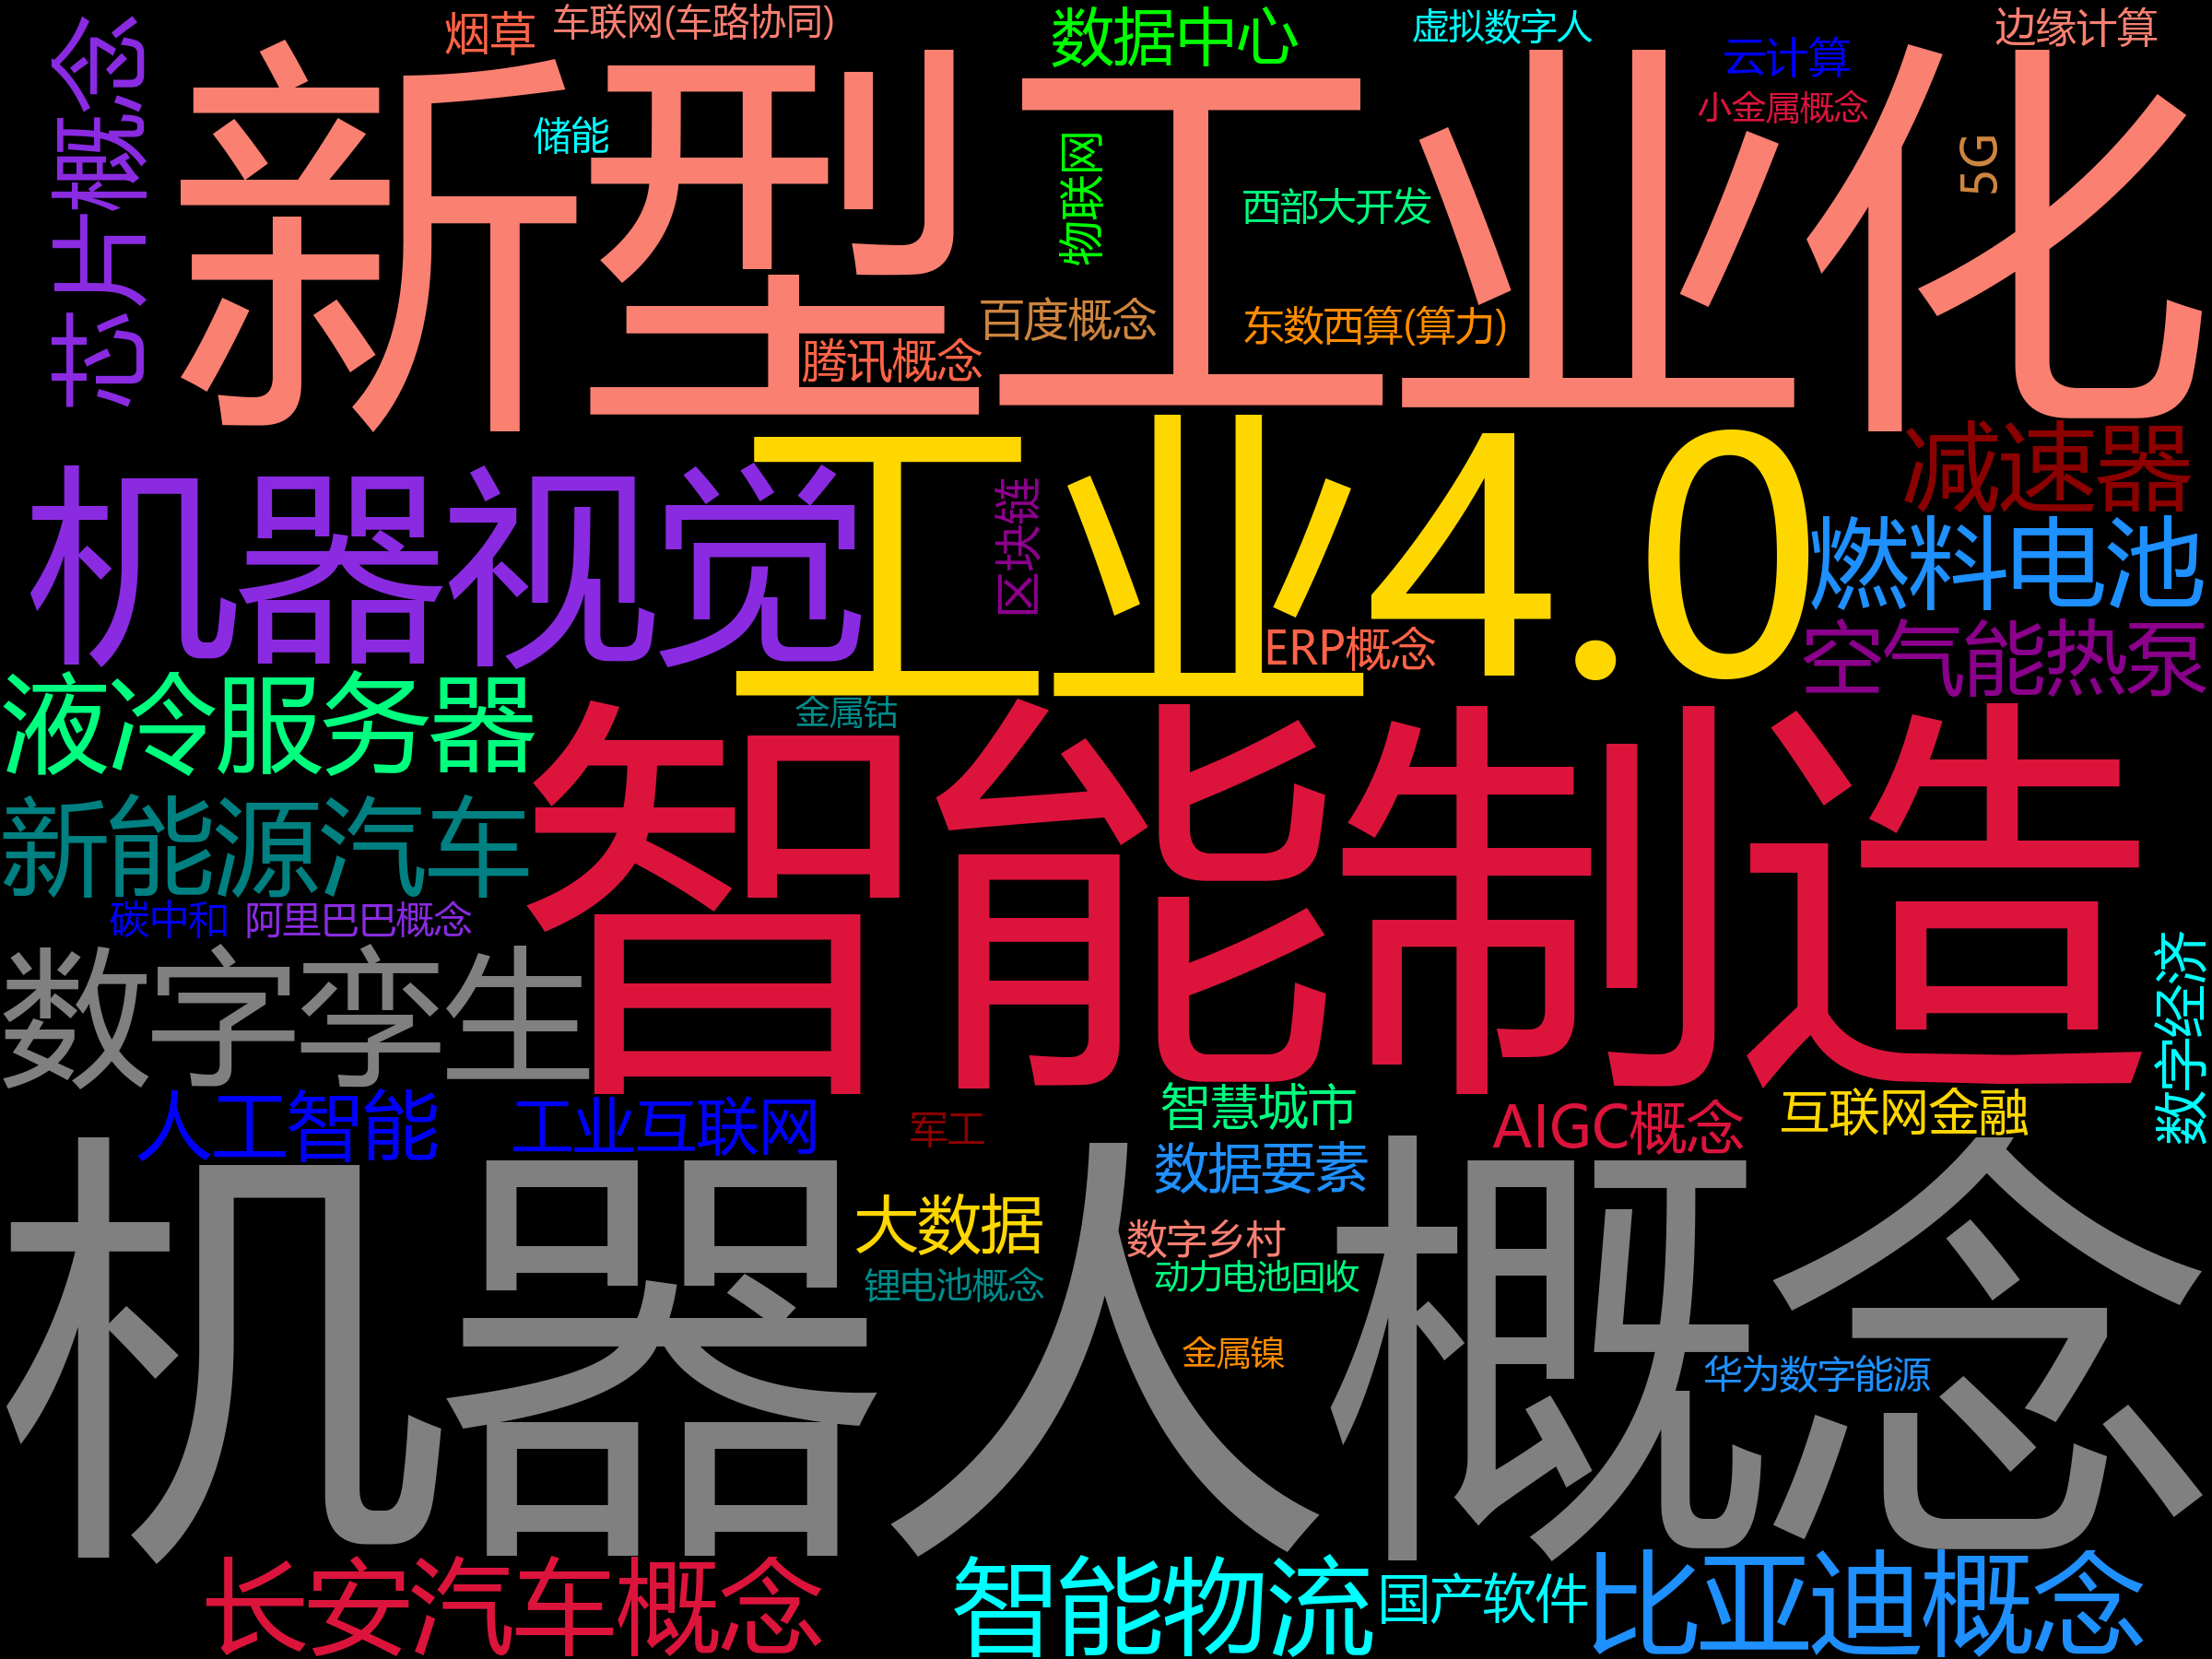 烟草
车联网(车路协同)
数据中心
虚拟数字人
边缘计算
云计算
芯片概念
新型工业化
小金属概念
储能
物联网
5G
西部大开发
百度概念
东数西算(算力)
腾讯概念
机器视觉
工业4.0
减速器
区块链
燃料电池
ERP概念
空气能热泵
液冷服务器
金属钴
智能制造
新能源汽车
碳中和
阿里巴巴概念
数字孪生
数字经济
人工智能
工业互联网
军工
智慧城市
AIGC概念
互联网金融
数据要素
机器人概念
大数据
数字乡村
锂电池概念
动力电池回收
金属镍
华为数字能源
长安汽车概念
智能物流
国产软件
比亚迪概念